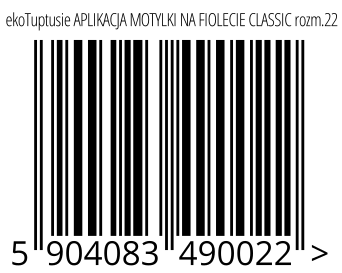 ekoTuptusie APLIKACJA MOTYLKI NA FIOLECIE CLASSIC rozm.22
5 904083 490022 >